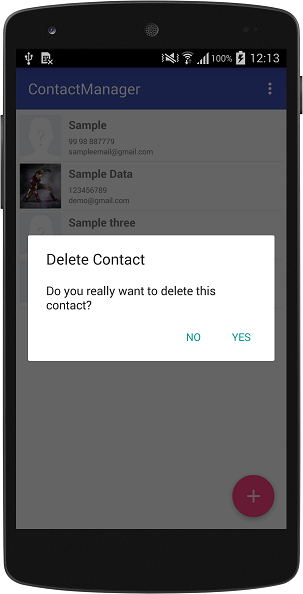 100% 12:13
ContactManager
Sample
99 98 887779
sampleemail@gmail.com
Sample Data
123456789
demo@gmail.com
Sample three
Delete Contact
Do you really want to delete this
contact?
NO YES